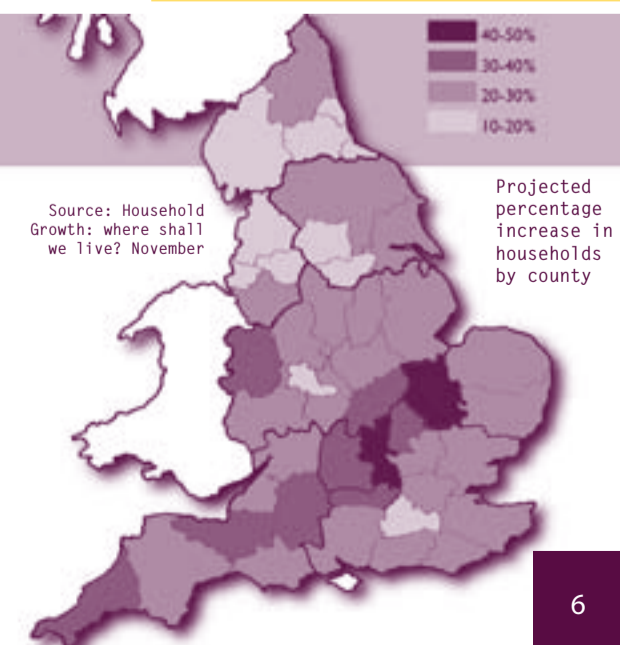 40-50%
30-40%
20-30%
10-20%
Source: Household
Growth: where shall
we live? November
Projected
percentage
increase in
households
by county
6